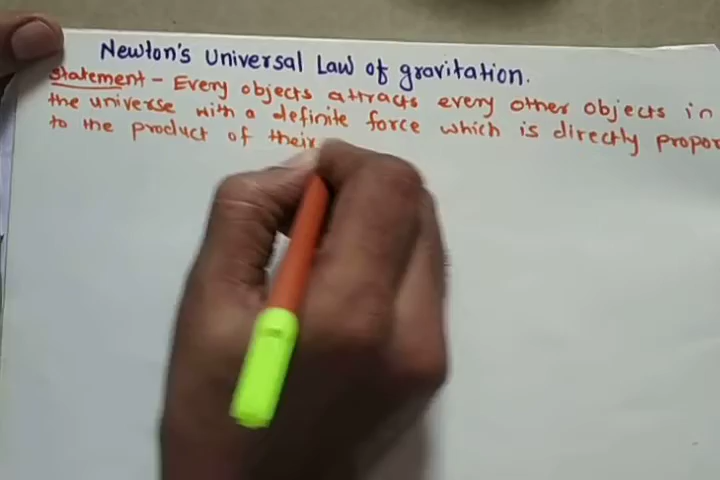 Newton's Universal Law of gravitation.
Statement - Every objects attracts every other objects in
the universe with a definite force which is directly propor
to the product of their